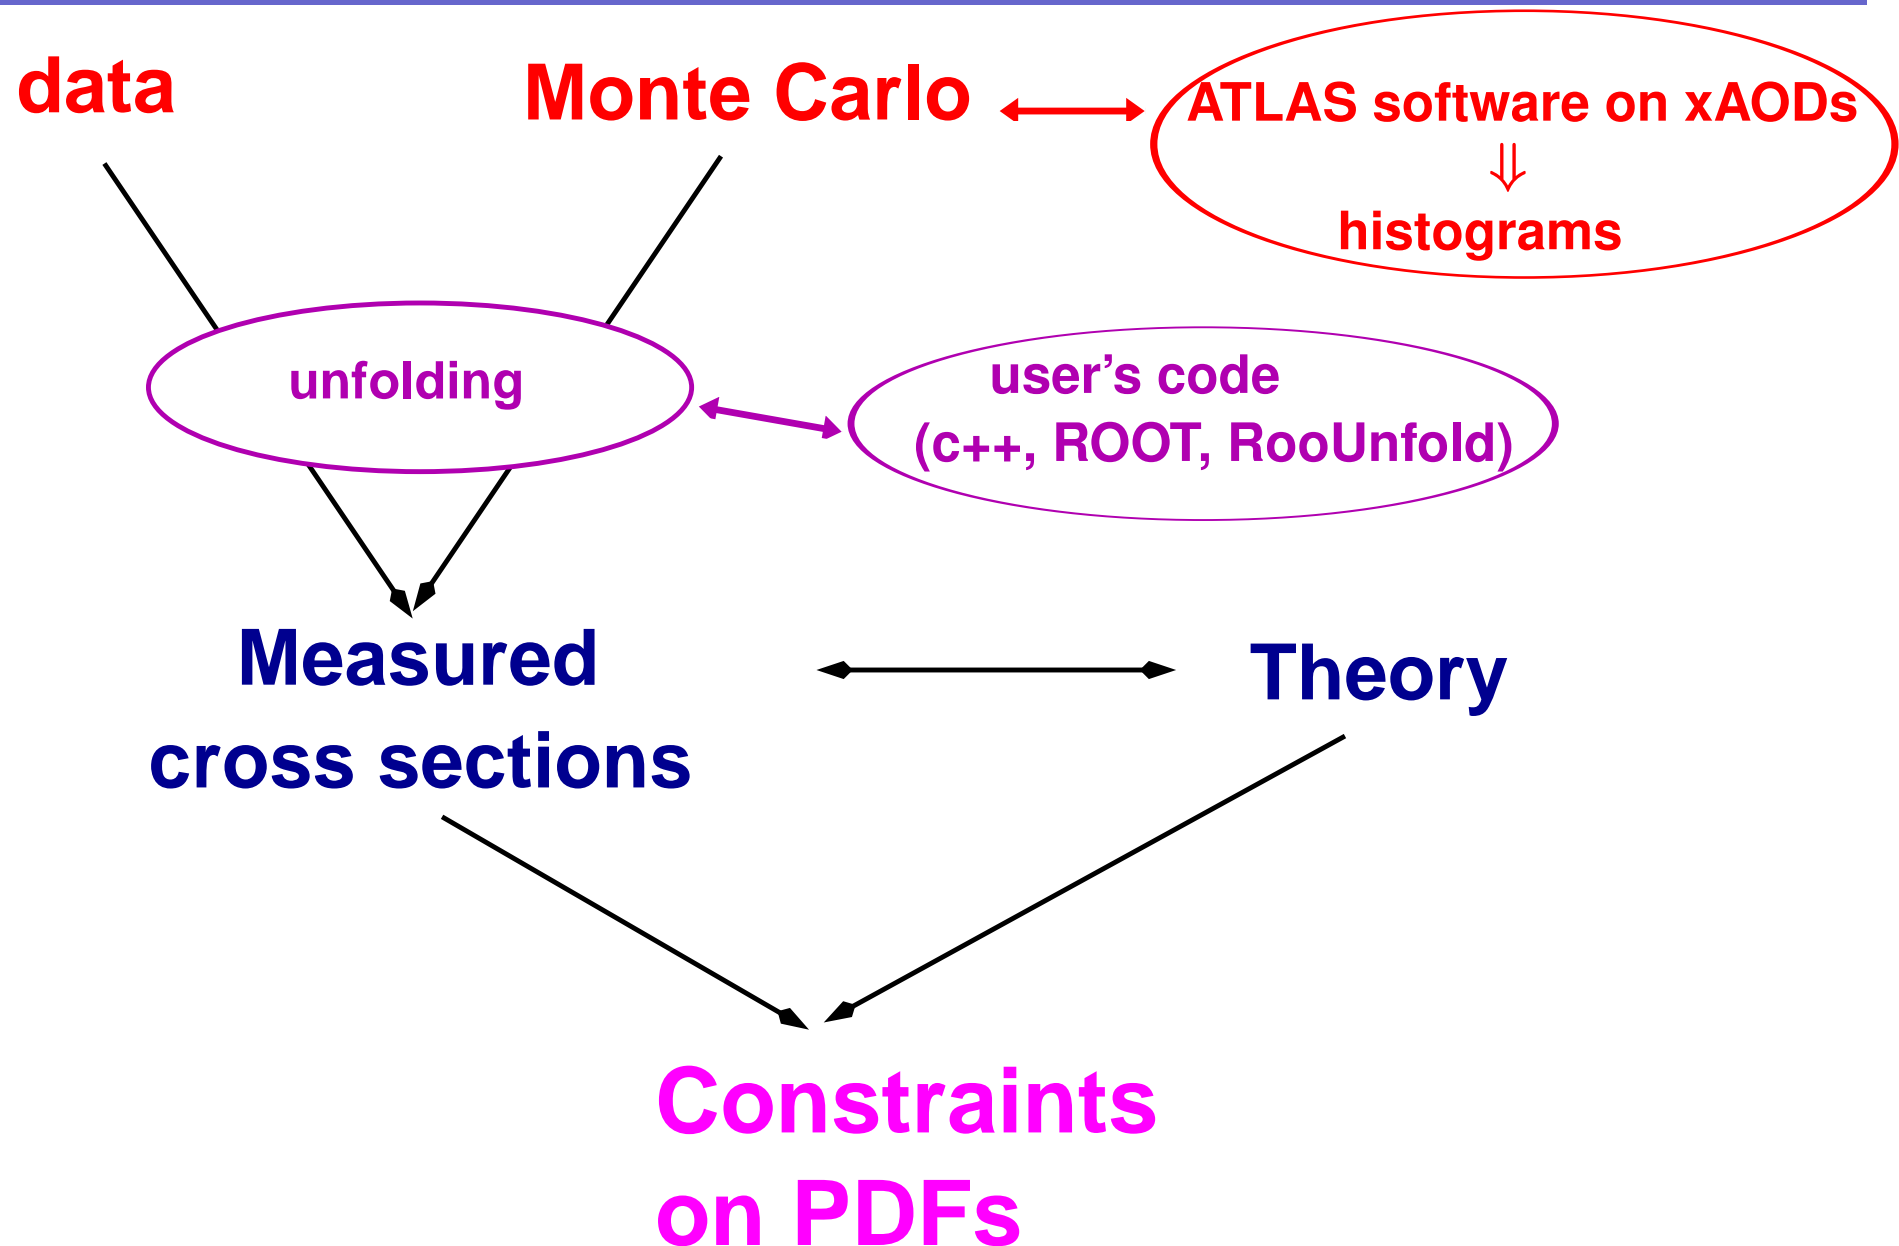 data
Monte Carlo
ATLAS software on xAODs
⇓
histograms
unfolding
user’s code
(c++, ROOT, RooUnfold)
Measured
cross sections
Theory
Constraints
on PDFs